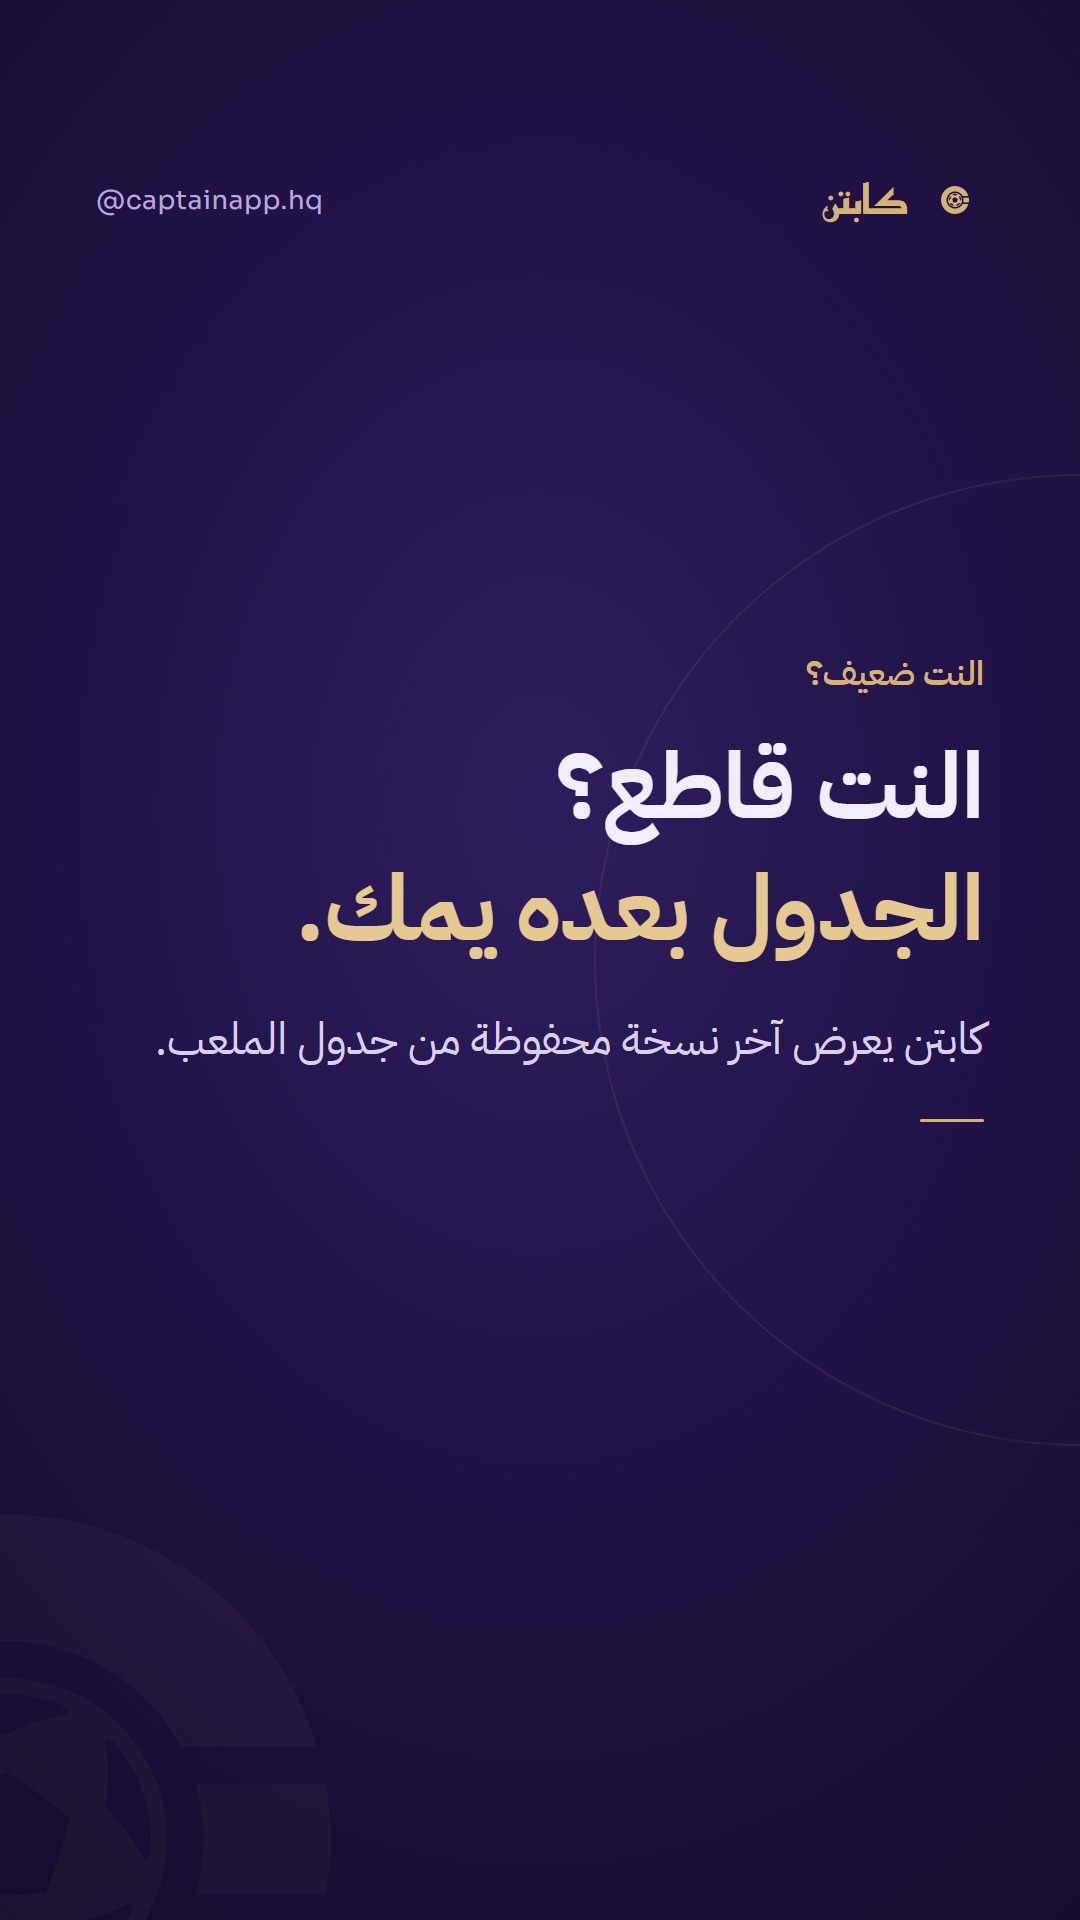 كابتن
@captainapp.hq
النت ضعيف؟
النت قاطع؟
الجدول بعده يمك.
كابتن يعرض آخر نسخة محفوظة من جدول الملعب.